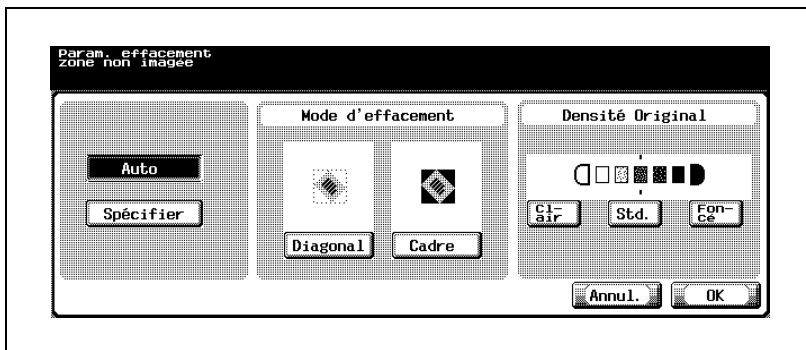 Param. effacement
zone non imagée
Mode d'effacement
Densité Original
Auto
Spécifier
Diagonal
Cadre
Cl-
air
Std.
Fon-
cé
Annul.
OK